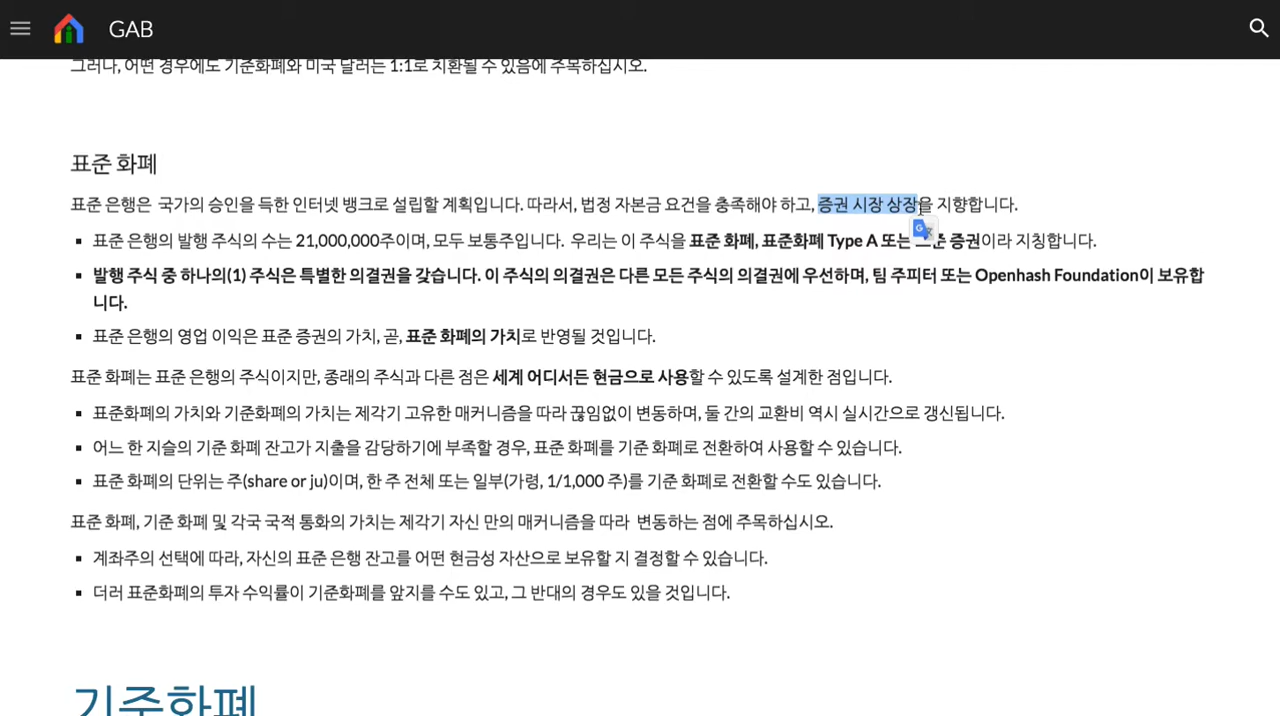 GAB
그러나, 어떤 경우에도 기준화폐와 미국 달러는 1:1로 치환될 수 있음에 주목하십시오.
표준 화폐
표준 은행은 국가의 승인을 득한 인터넷 뱅크로 설립할 계획입니다. 따라서, 법정 자본금 요건을 충족해야 하고, 증권 시장 상장을 지향합니다.
표준 은행의 발행 주식의 수는 21,000,000주이며, 모두 보통주입니다. 우리는 이 주식을 표준 화폐, 표준화폐 Type A 또는 표준 증권이라 지칭합니다.
발행 주식 중 하나의(1) 주식은 특별한 의결권을 갖습니다. 이 주식의 의결권은 다른 모든 주식의 의결권에 우선하며, 팀 주피터 또는 Openhash Foundation이 보유합
니다.
표준 은행의 영업 이익은 표준 증권의 가치, 곧, 표준 화폐의 가치로 반영될 것입니다.
표준 화폐는 표준 은행의 주식이지만, 종래의 주식과 다른 점은 세계 어디서든 현금으로 사용할 수 있도록 설계한 점입니다.
표준화폐의 가치와 기준화폐의 가치는 제각기 고유한 매커니즘을 따라 끊임없이 변동하며, 둘 간의 교환비 역시 실시간으로 갱신됩니다.
어느 한 지슬의 기준 화폐 잔고가 지출을 감당하기에 부족할 경우, 표준 화폐를 기준 화폐로 전환하여 사용할 수 있습니다.
표준 화폐의 단위는 주(share or ju)이며, 한 주 전체 또는 일부(가령, 1/1,000 주)를 기준 화폐로 전환할 수도 있습니다.
표준 화폐, 기준 화폐 및 각국 국적 통화의 가치는 제각기 자신 만의 매커니즘을 따라 변동하는 점에 주목하십시오.
계좌주의 선택에 따라, 자신의 표준 은행 잔고를 어떤 현금성 자산으로 보유할 지 결정할 수 있습니다.
더러 표준화폐의 투자 수익률이 기준화폐를 앞지를 수도 있고, 그 반대의 경우도 있을 것입니다.
기준화폐